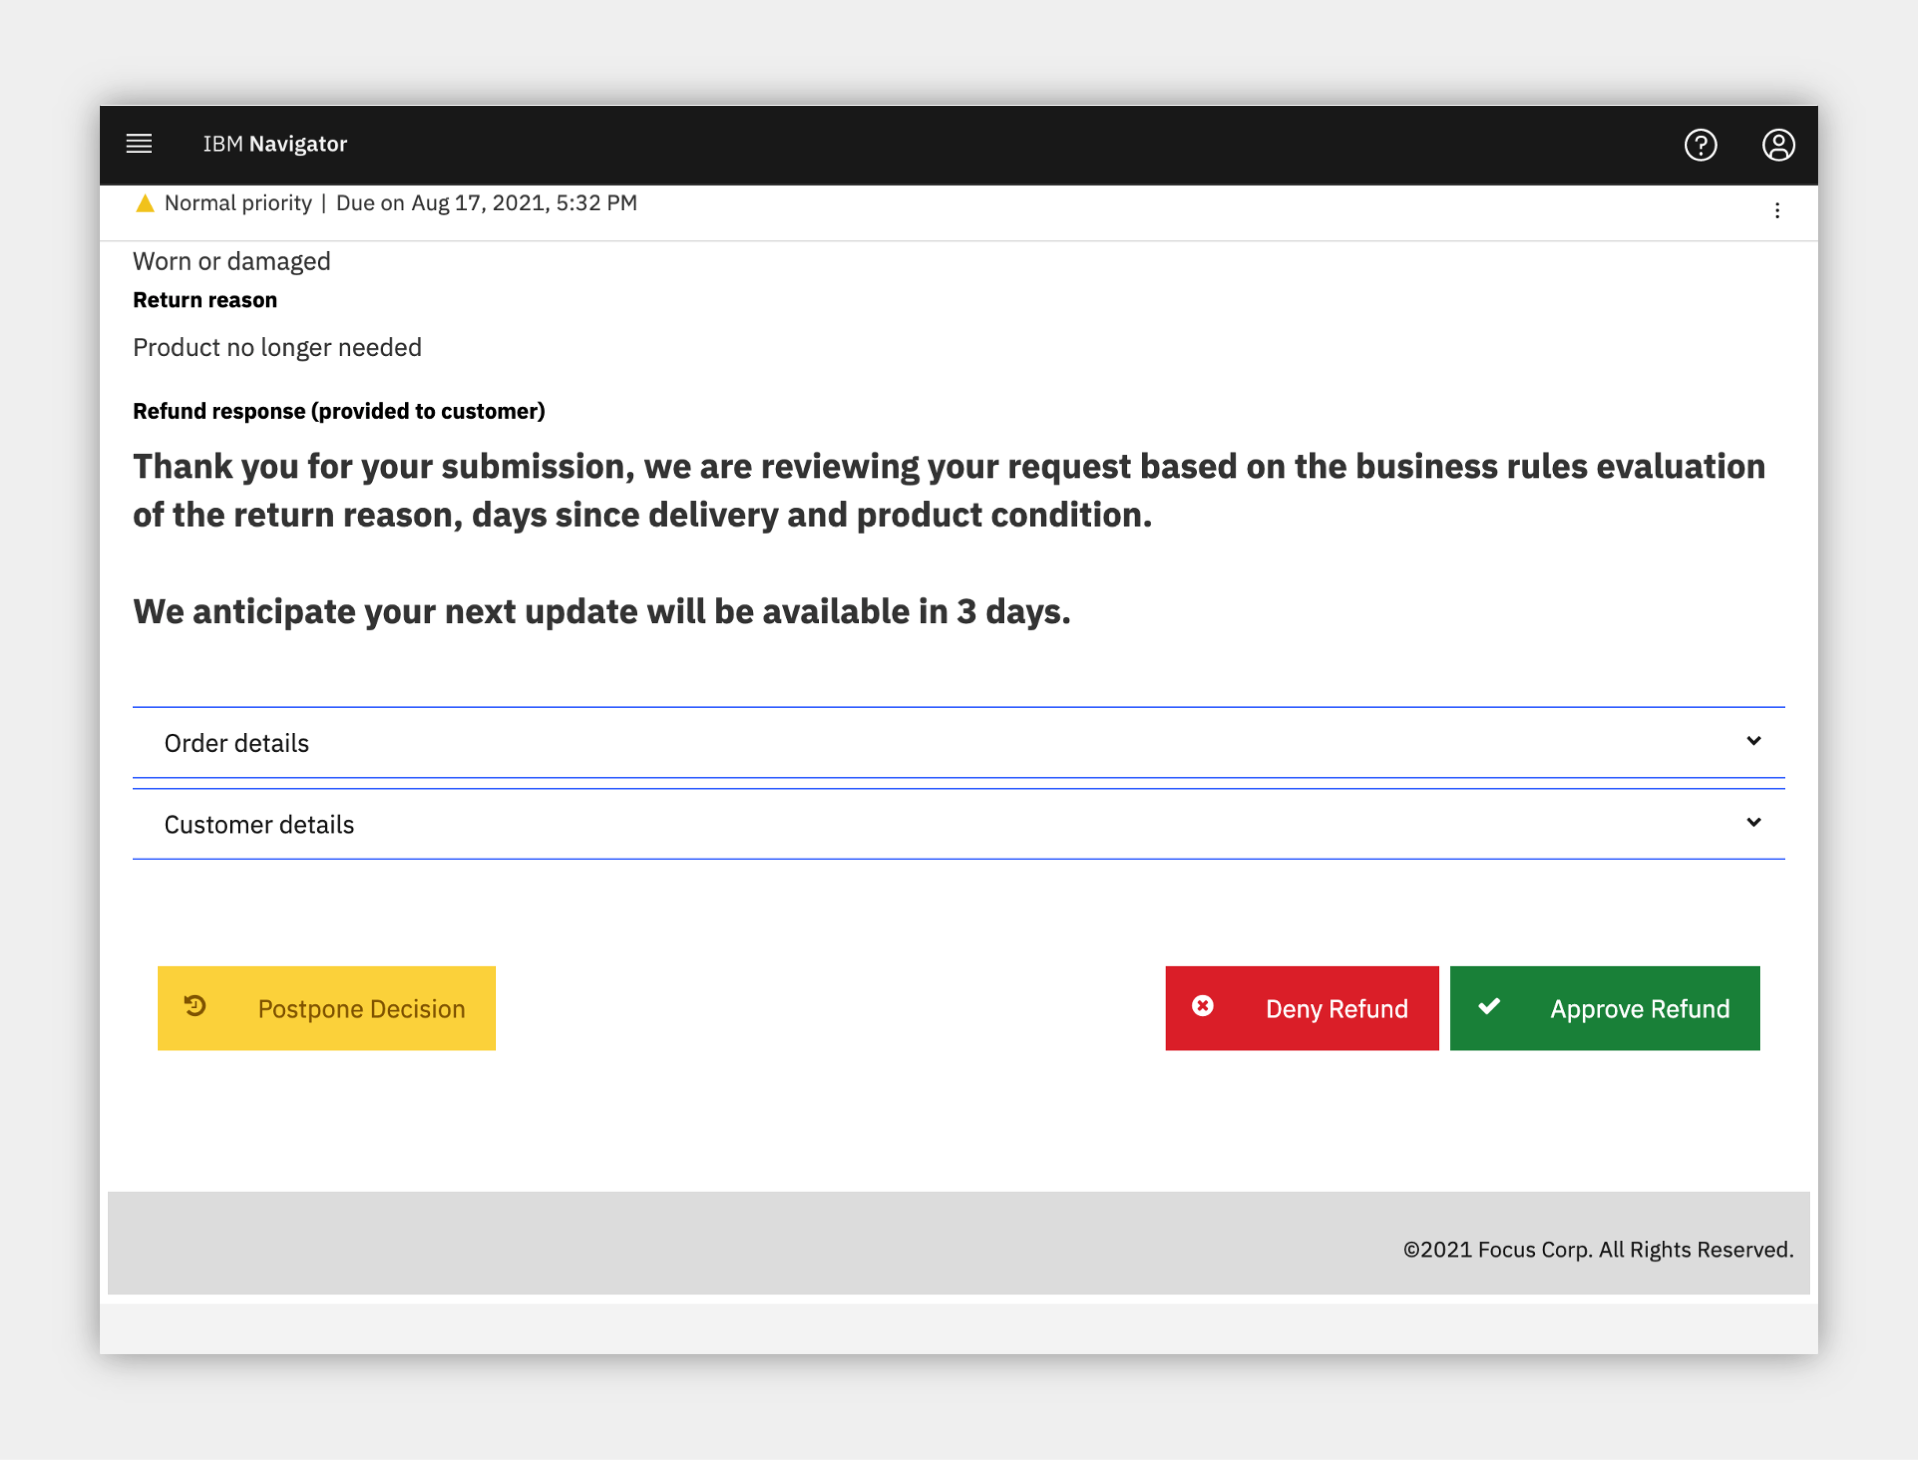 IBM Navigator
Normal priority | Due on Aug 17, 2021, 5:32 PM
Worn or damaged
Return reason
Product no longer needed
Refund response (provided to customer)
Thank you for your submission, we are reviewing your request based on the business rules evaluation
of the return reason, days since delivery and product condition.
We anticipate your next update will be available in 3 days.
Order details
Customer details
Postpone Decision
Deny Refund
Approve Refund
©2021 Focus Corp. All Rights Reserved.